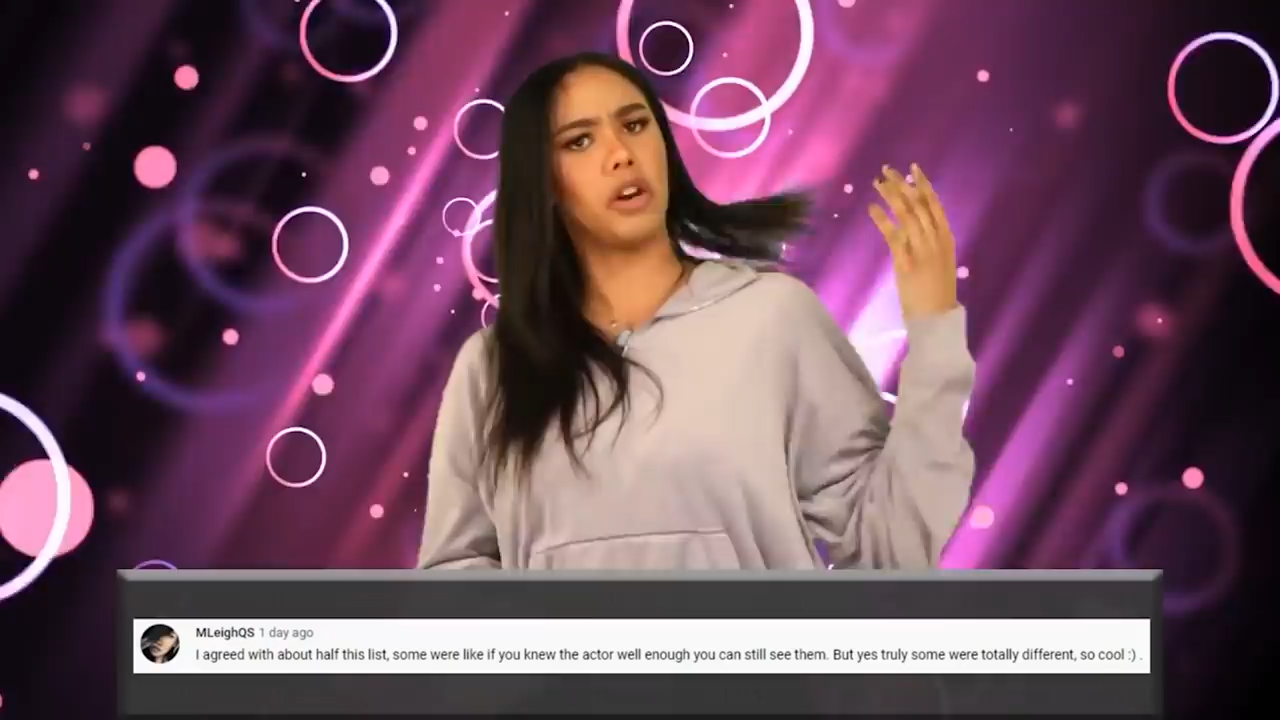 MLeighQS 1 day ago
I agreed with about half this list, some were like if you knew the actor well enough you can still see them. But yes truly some were totally different, so cool :) .